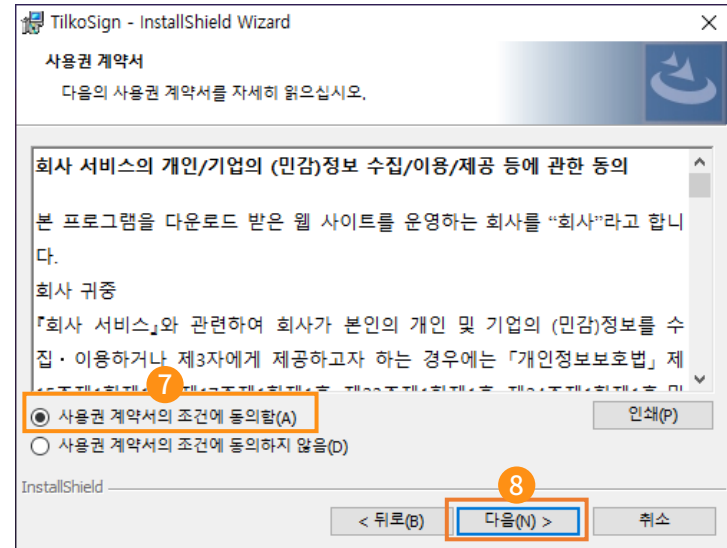 TilkoSign - InstallShield Wizard
사용권 계약서
다음의 사용권 계약서를 자세히 읽으십시오.
회사 서비스의 개인/기업의 (민감)정보 수집/이용/제공 등에 관한 동의
본 프로그램을 다운로드 받은 웹 사이트를 운영하는 회사를 “회사”라고 합니
다.
회사 귀중
『회사 서비스』와 관련하여 회사가 본인의 개인 및 기업의 (민감)정보를 수
집· 이용하거나 제3자에게 제공하고자 하는 경우에는 「개인정보보호법」 제
7
사용권 계약서의 조건에 동의함(A)
인쇄(P)
사용권 계약서의 조건에 동의하지 않음(D)
InstallShield
8
< 뒤로(B)
다음(N) >
취소